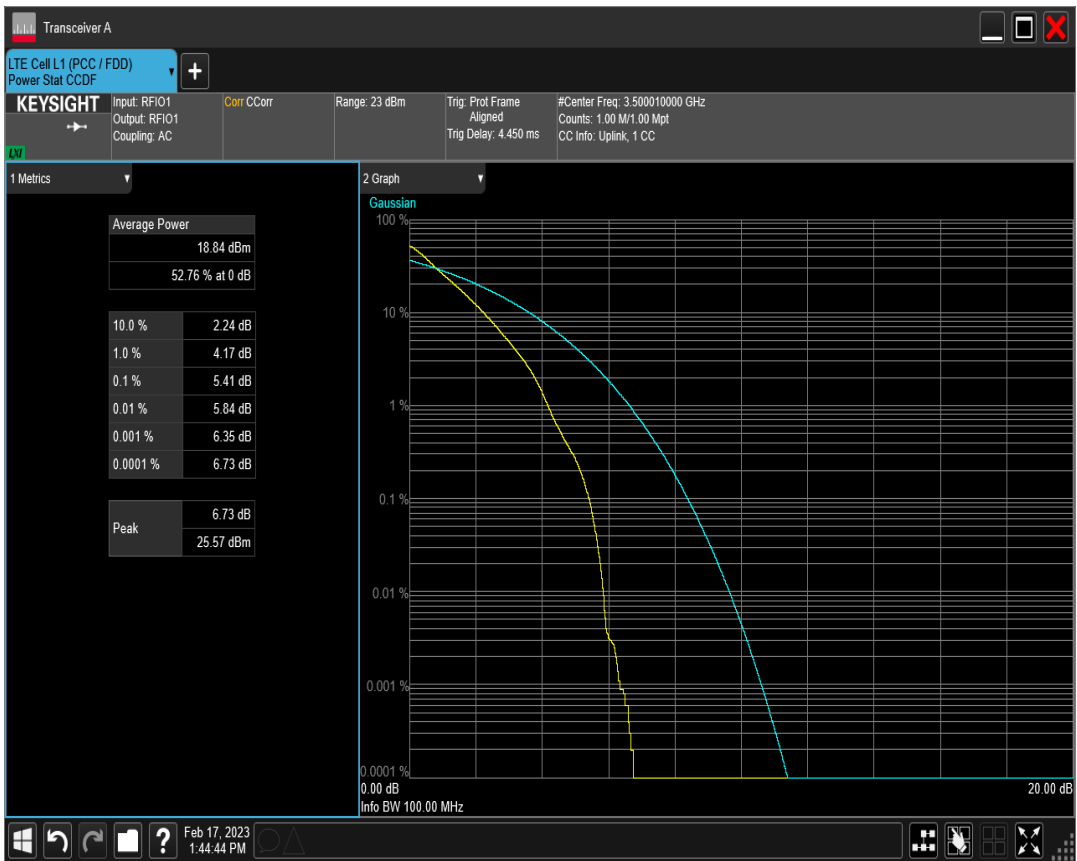 Transceiver A
LTE Cell L1 (PCC / FDD)
Power Stat CCDF
+
KEYSIGHT
LXI
Input: RFIO1
Output: RFIO1
Coupling: AC
Corr CCorr
Range: 23 dBm
Trig: Prot Frame
Aligned
Trig Delay: 4.450 ms
#Center Freq: 3.500010000 GHz
Counts: 1.00 M/1.00 Mpt
CC Info: Uplink, 1 CC
1 Metrics
Average Power
18.84 dBm
52.76 % at 0 dB
10.0 % 2.24 dB
1.0 % 4.17 dB
0.1 % 5.41 dB
0.01 % 5.84 dB
0.001 % 6.35 dB
0.0001 % 6.73 dB
Peak
6.73 dB
25.57 dBm
2 Graph
Gaussian
100 %
10 %
1 %
0.1 %
0.01 %
0.001 %
0.0001 %
0.00 dB 20.00 dB
Info BW 100.00 MHz
?
Feb 17, 2023
1:44:44 PM